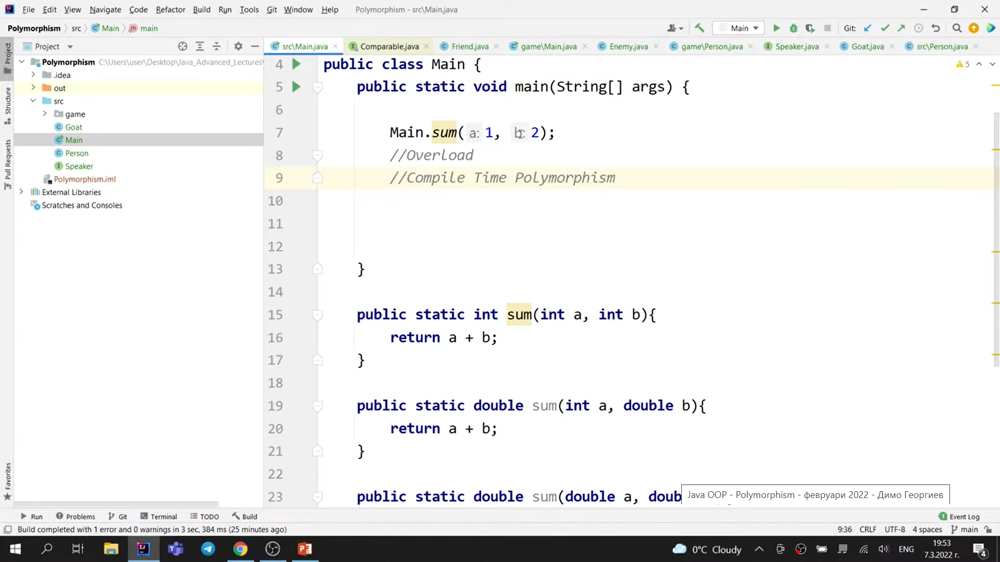 File Edit View Navigate Code Refactor Build Run Tools Git Window Help Polymorphism - src\Main.java
Polymorphism src Main main
Main Git:
Project
src\Main.java Comparable.java Friend.java game\Main.java Enemy.java game\Person.java Speaker.java Goat.java src\Person.java
Project
Structure
Pull Requests
Favorites
Polymorphism C:\Users\user\Desktop\Java_Advanced_Lectures\
.idea
out
src
game
Goat
Main
Person
Speaker
Polymorphism.iml
External Libraries
Scratches and Consoles
5
4 public class Main {
5 public static void main(String[] args) {
6
7 Main.sum( a: 1, b: 2);
8 //Overload
9 //Compile Time Polymorphism
10
11
12
13 }
14
15 public static int sum(int a, int b){
16 return a + b;
17 }
18
19 public static double sum(int a, double b){
20 return a + b;
21 }
22
23 public static double sum(double a, doub
Java OOP - Polymorphism - февруари 2022 - Димо Георгиев
Run Problems Git Terminal TODO Build 1 Event Log
Build completed with 1 error and 0 warnings in 3 sec, 384 ms (25 minutes ago) 9:36 CRLF UTF-8 4 spaces main
0°C Cloudy ENG 19:53
7.3.2022 г.
4